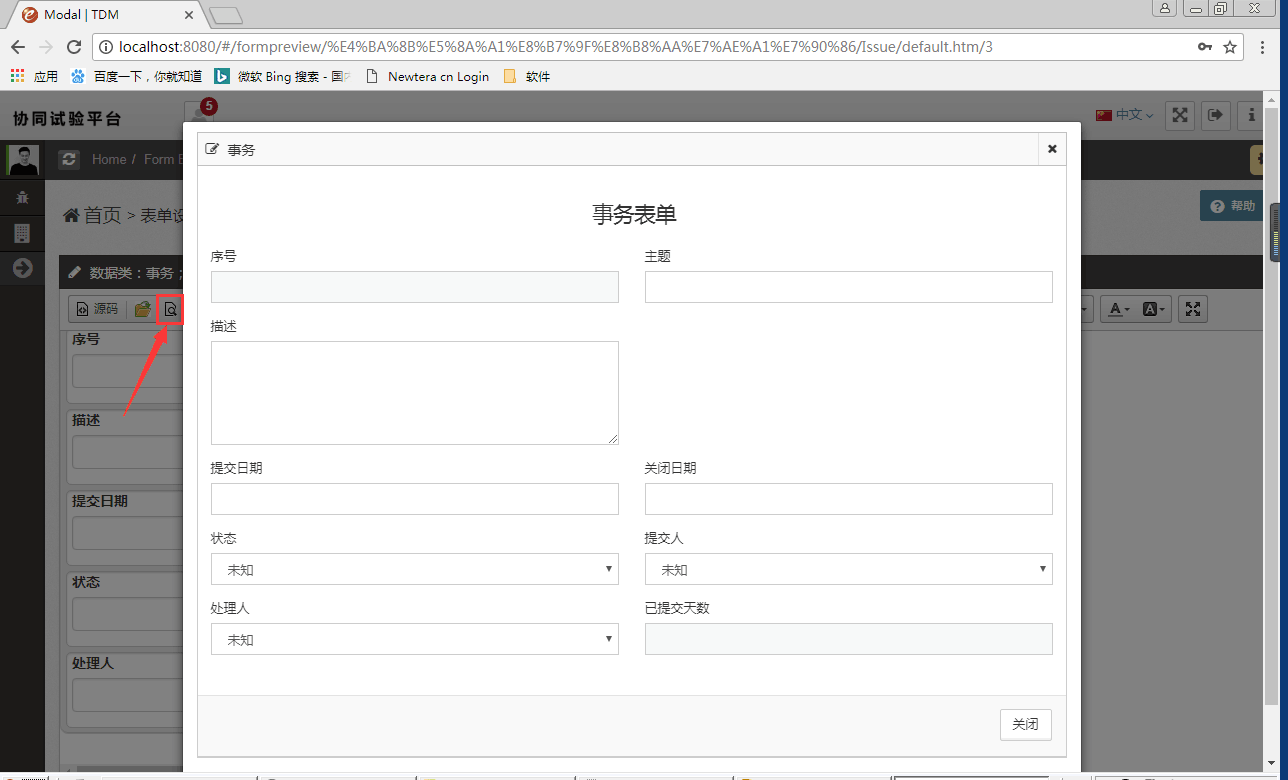 Modal | TDM
localhost:8080/#/formpreview/%E4%BA%8B%E5%8A%A1%E8%B7%9F%E8%B8%AA%E7%AE%A1%E7%90%86/Issue/default.htm/3
应用 百度一下，你就知道 微软 Bing 搜索 - 国 Newtera cn Login 软件
协同试验平台 5 中文
Home / Form
首页 > 表单设 帮助
数据类：事务；
源码
序号
描述
提交日期
状态
处理人
事务
事务表单
序号 主题
描述
提交日期 关闭日期
状态 提交人
未知 未知
处理人 已提交天数
未知
关闭